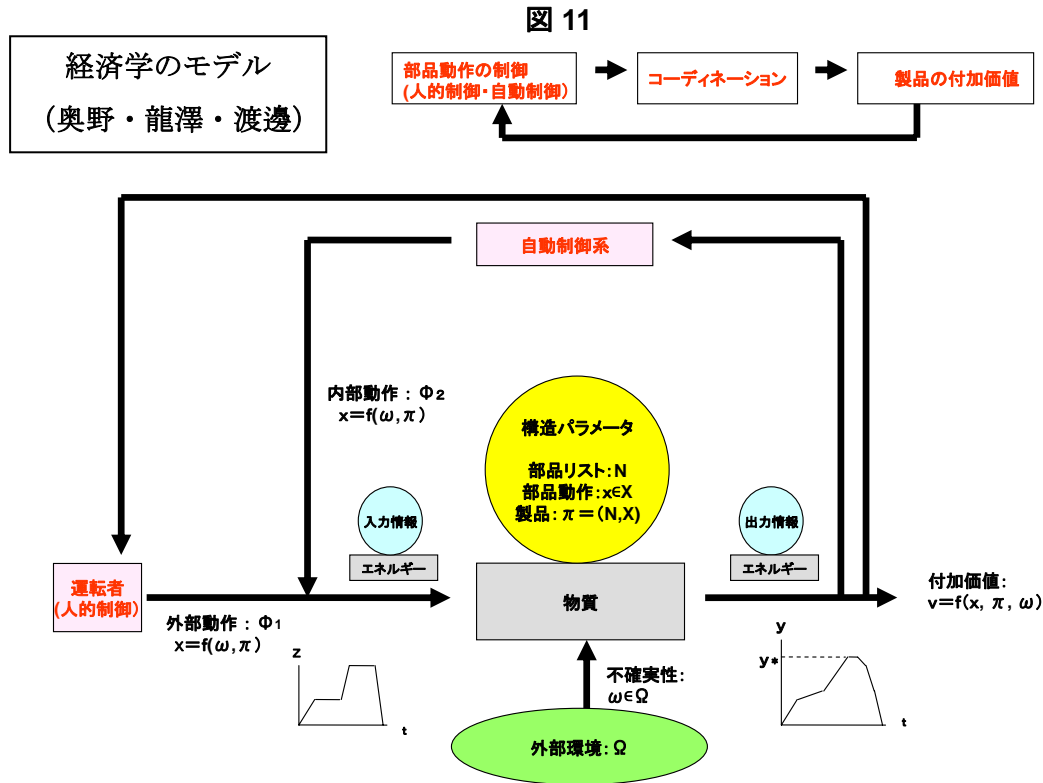 図 11
経済学のモデル
（奥野・龍澤・渡邊）
部品動作の制御
(人的制御・自動制御）
コーディネーション
製品の付加価値
自動制御系
内部動作： Φ２
x＝f(ω,π）
構造パラメータ
部品リスト：N
部品動作：x∈X
製品： π＝(N,X)
入力情報
エネルギー
出力情報
エネルギー
運転者
(人的制御)
物質
付加価値：
v＝f(x, π, ω)
外部動作： Φ1
x＝f(ω,π)
z
t
不確実性：
ω∈Ω
y
y*
t
外部環境： Ω